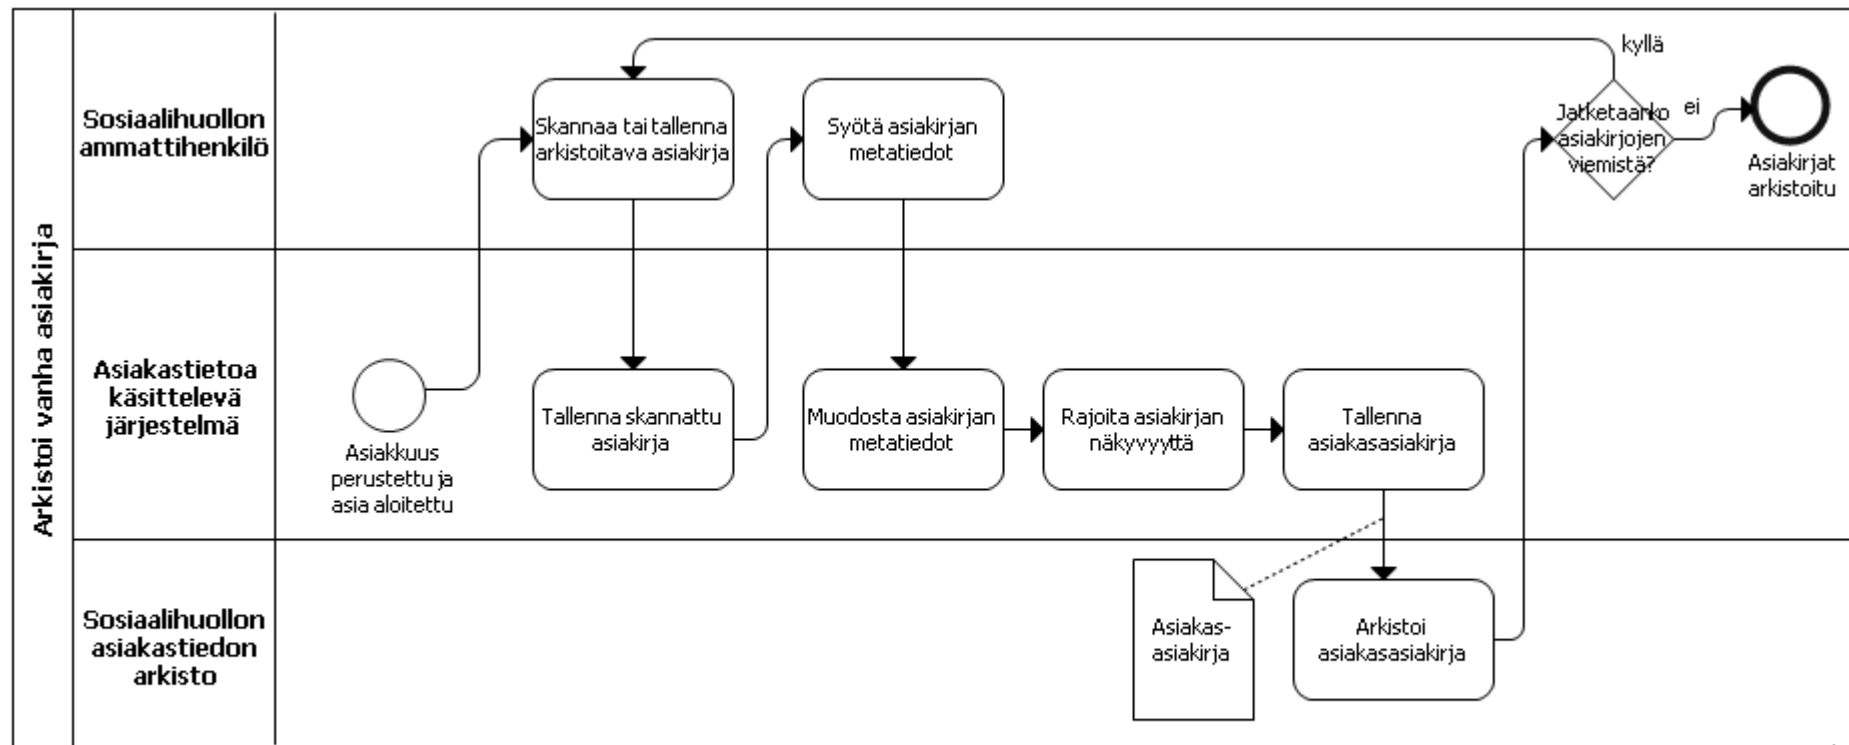 Arkistoi vanha asiakirja
Sosiaalihuollon
ammattihenkilö
Skannaa tai tallenna
arkistoitava asiakirja
Syötä asiakirjan
metatiedot
kyllä
Jatketaanko
asiakirjojen
viemistä?
ei
Asiakirjat
arkistoitu
Asiakastietoa
käsittelevä
järjestelmä
Asiakkuus
perustettu ja
asia aloitettu
Tallenna skannattu
asiakirja
Muodosta asiakirjan
metatiedot
Rajoita asiakirjan
näkyvyyttä
Tallenna
asiakasasiakirja
Sosiaalihuollon
asiakastiedon
arkisto
Asiakas-
asiakirja
Arkistoi
asiakasasiakirja